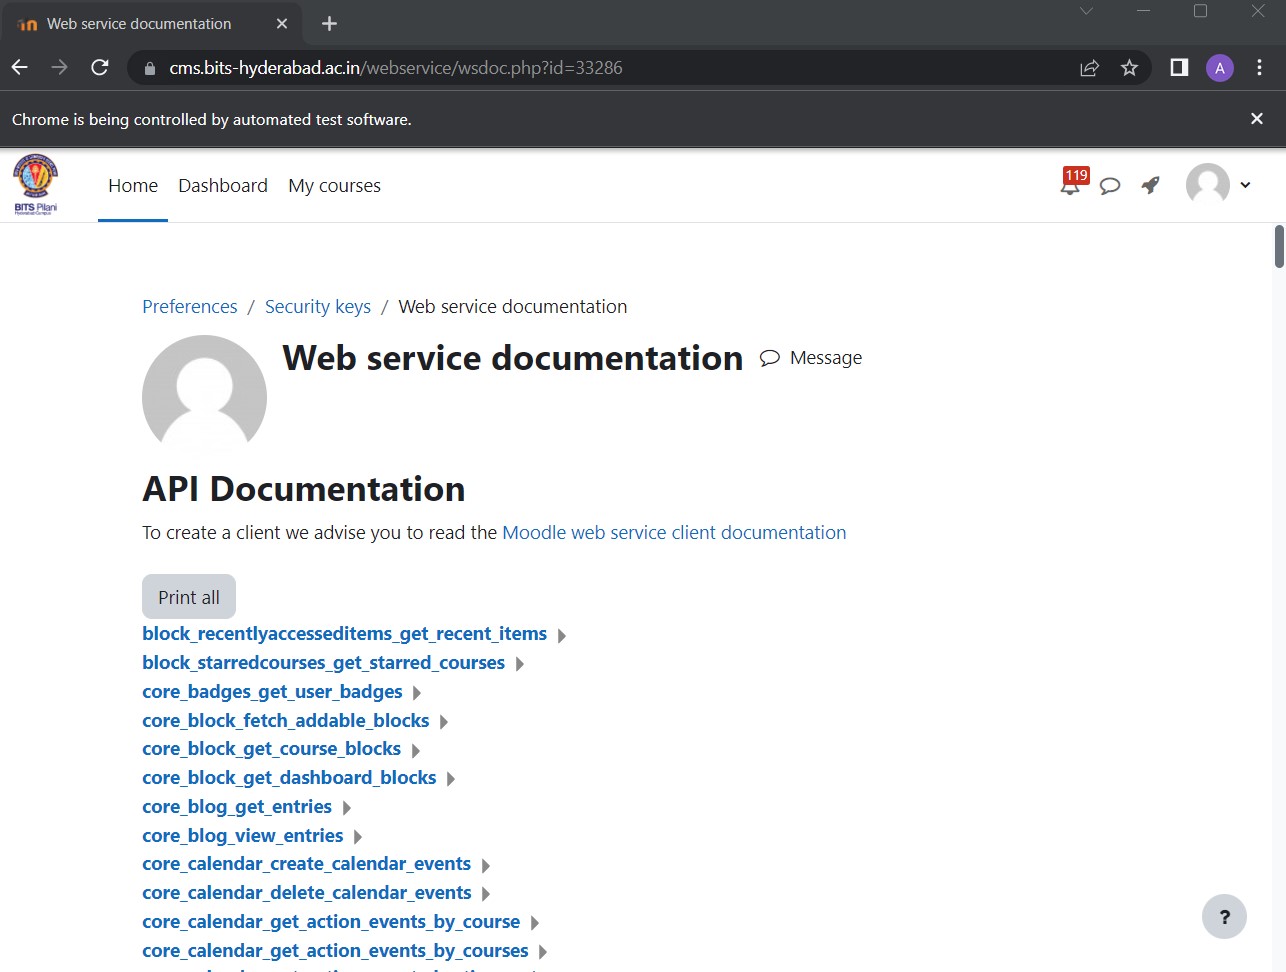 Web service documentation
cms.bits-hyderabad.ac.in/webservice/wsdoc.php?id=33286
A
Chrome is being controlled by automated test software.
BITS Pilani
Hyderabad Campus
Home Dashboard My courses
119
Preferences / Security keys / Web service documentation
Web service documentation Message
API Documentation
To create a client we advise you to read the Moodle web service client documentation
Print all
block_recentlyaccesseditems_get_recent_items
block_starredcourses_get_starred_courses
core_badges_get_user_badges
core_block_fetch_addable_blocks
core_block_get_course_blocks
core_block_get_dashboard_blocks
core_blog_get_entries
core_blog_view_entries
core_calendar_create_calendar_events
core_calendar_delete_calendar_events
core_calendar_get_action_events_by_course
core_calendar_get_action_events_by_courses
?